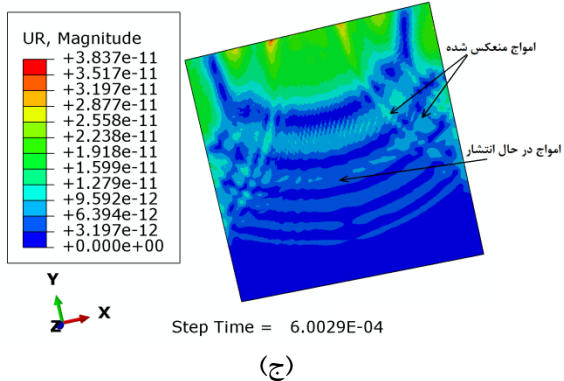 UR, Magnitude
+3.837e-11
+3.517e-11
+3.197e-11
+2.877e-11
+2.558e-11
+2.238e-11
+1.918e-11
+1.599e-11
+1.279e-11
+9.592e-12
+6.394e-12
+3.197e-12
+0.000e+00
امواج منعکس شده
امواج در حال انتشار
Y
Z
X
Step Time = 6.0029E-04
(ج)